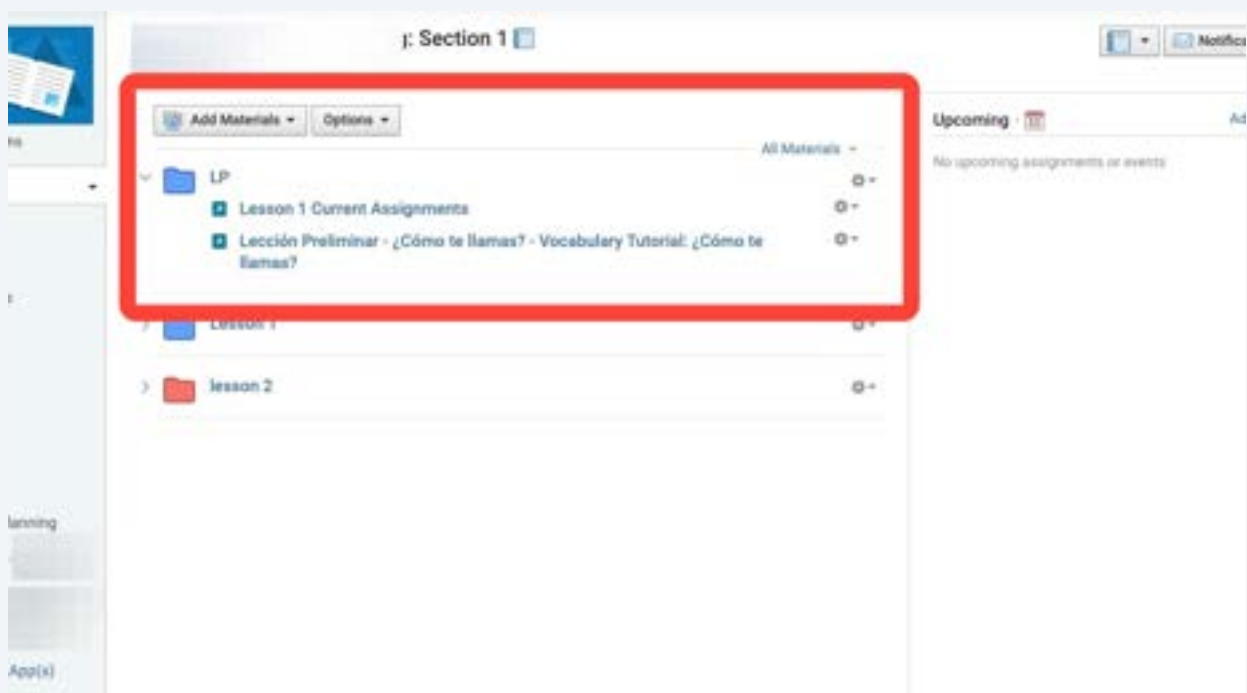 : Section 1
Notifica
Add Materials
Options
All Materials
LP
Lesson 1 Current Assignments
Lección Preliminar - ¿Cómo te llamas? - Vocabulary Tutorial: ¿Cómo te
llamas?
Lesson 1
lesson 2
Upcoming
Ad
No upcoming assignments or events
lanning
App(s)